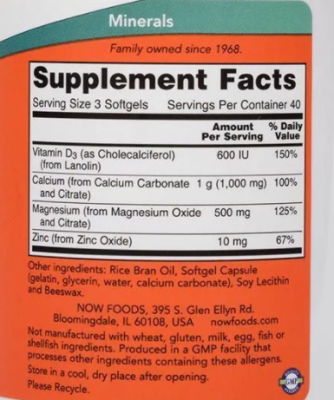 Minerals
Family owned since 1968.
Supplement Facts
Serving Size 3 Softgels Servings Per Container 40
Amount Per Serving % Daily Value
Vitamin D3 (as Cholecalciferol) 600 IU 150%
(from Lanolin)
Calcium (from Calcium Carbonate 1 g (1,000 mg) 100%
and Citrate)
Magnesium (from Magnesium Oxide 500 mg 125%
and Citrate)
Zinc (from Zinc Oxide) 10 mg 67%
Other ingredients: Rice Bran Oil, Softgel Capsule
(gelatin, glycerin, water, calcium carbonate), Soy Lecithin
and Beeswax.
NOW FOODS, 395 S. Glen Ellyn Rd.
Bloomingdale, IL 60108, USA nowfoods.com
Not manufactured with wheat, gluten, milk, egg, fish or
shellfish ingredients. Produced in a GMP facility that
processes other ingredients containing these allergens.
Store in a cool, dry place after opening.
Please Recycle.